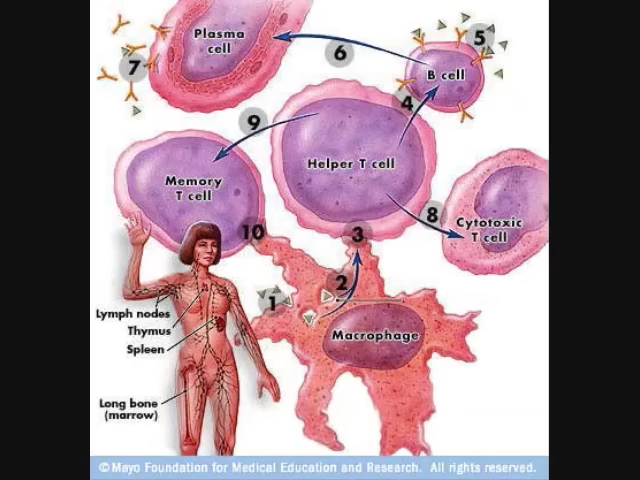 Plasma
cell
5
6
7
B cell
4
9
Helper T cell
Memory
T cell
8
Cytotoxic
T cell
10
3
2
1
Lymph nodes
Thymus
Spleen
Macrophage
Long bone
(marrow)
© Mayo Foundation for Medical Education and Research. All rights reserved.